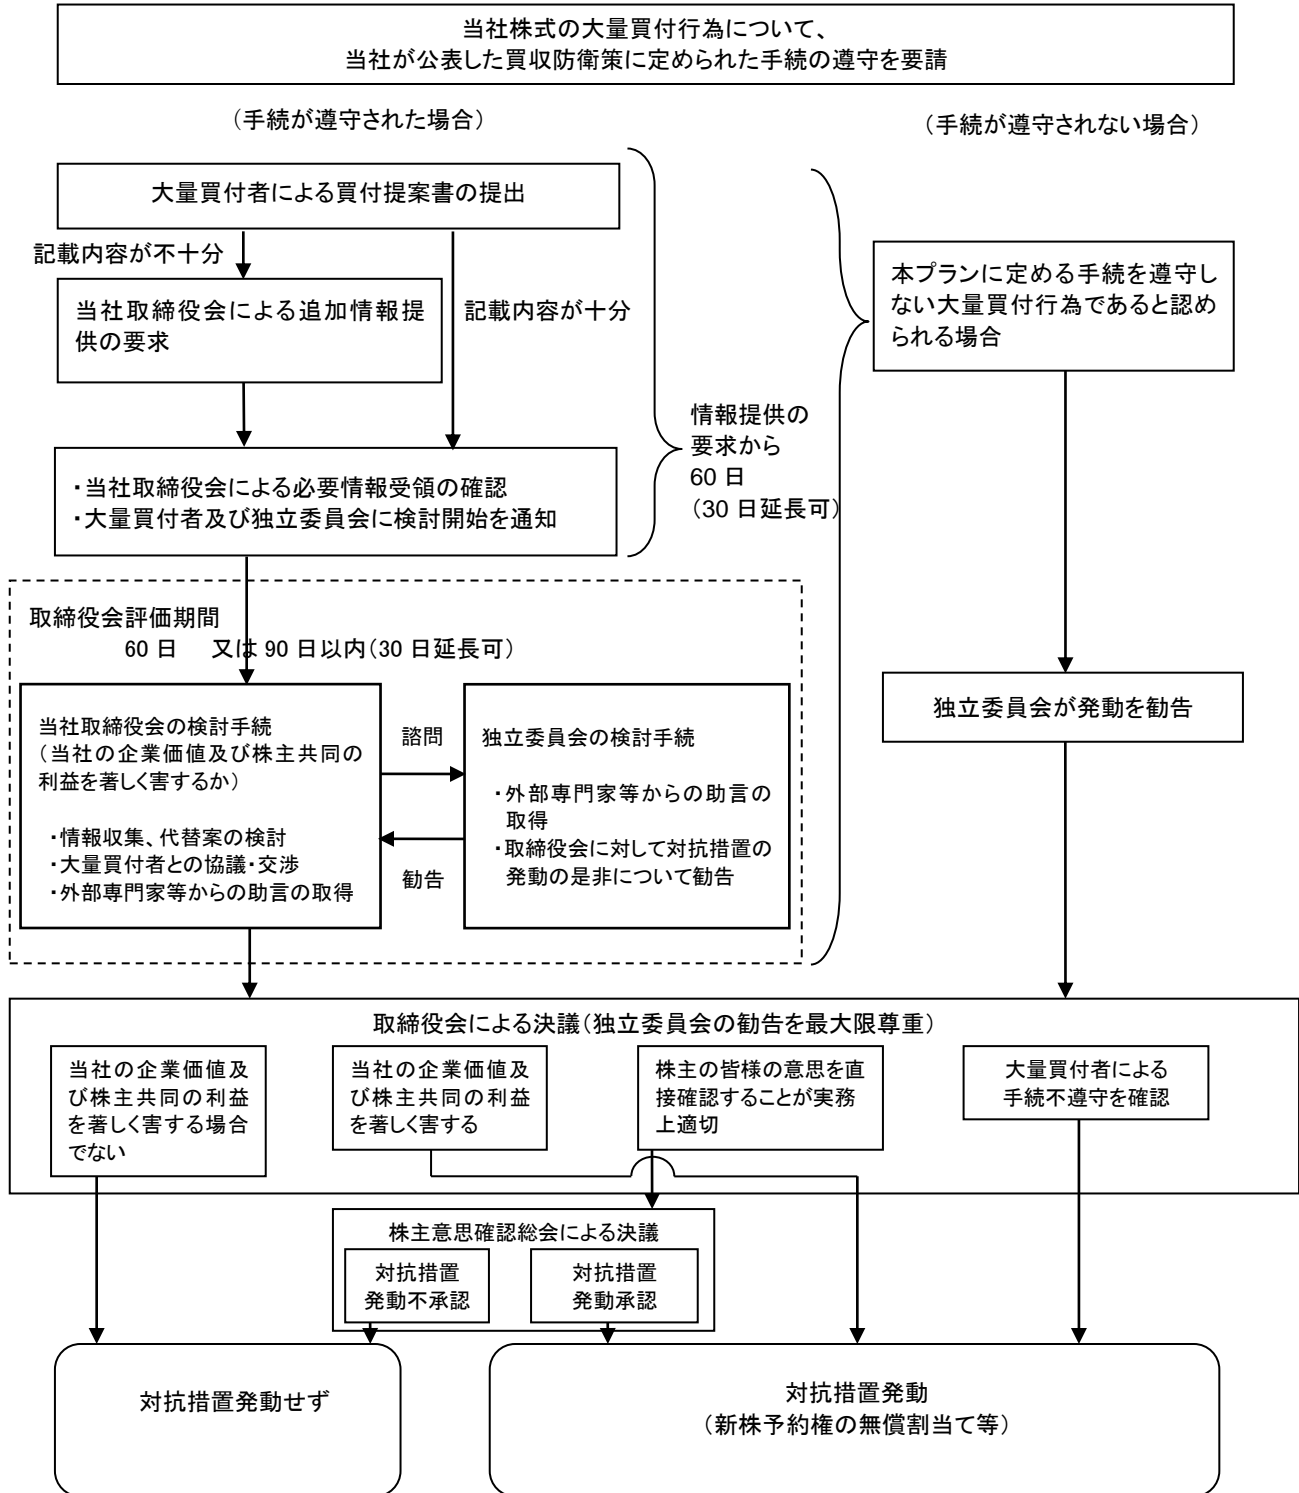 当社株式の大量買付行為について、
当社が公表した買収防衛策に定められた手続の遵守を要請
（手続が遵守された場合）
（手続が遵守されない場合）
大量買付者による買付提案書の提出
記載内容が不十分
当社取締役会による追加情報提
供の要求
記載内容が十分
本プランに定める手続を遵守し
ない大量買付行為であると認め
られる場合
情報提供の
要求から
60 日
（30 日延長可）
・当社取締役会による必要情報受領の確認
・大量買付者及び独立委員会に検討開始を通知
取締役会評価期間
60 日 又は 90 日以内（30 日延長可）
当社取締役会の検討手続
（当社の企業価値及び株主共同の
利益を著しく害するか）
・情報収集、代替案の検討
・大量買付者との協議・交渉
・外部専門家等からの助言の取得
諮問
勧告
独立委員会の検討手続
・外部専門家等からの助言の
取得
・取締役会に対して対抗措置の
発動の是非について勧告
独立委員会が発動を勧告
取締役会による決議（独立委員会の勧告を最大限尊重）
当社の企業価値及
び株主共同の利益
を著しく害する場合
でない
当社の企業価値及
び株主共同の利益
を著しく害する
株主の皆様の意思を直
接確認することが実務
上適切
大量買付者による
手続不遵守を確認
株主意思確認総会による決議
対抗措置
発動不承認
対抗措置
発動承認
対抗措置発動せず
対抗措置発動
（新株予約権の無償割当て等）